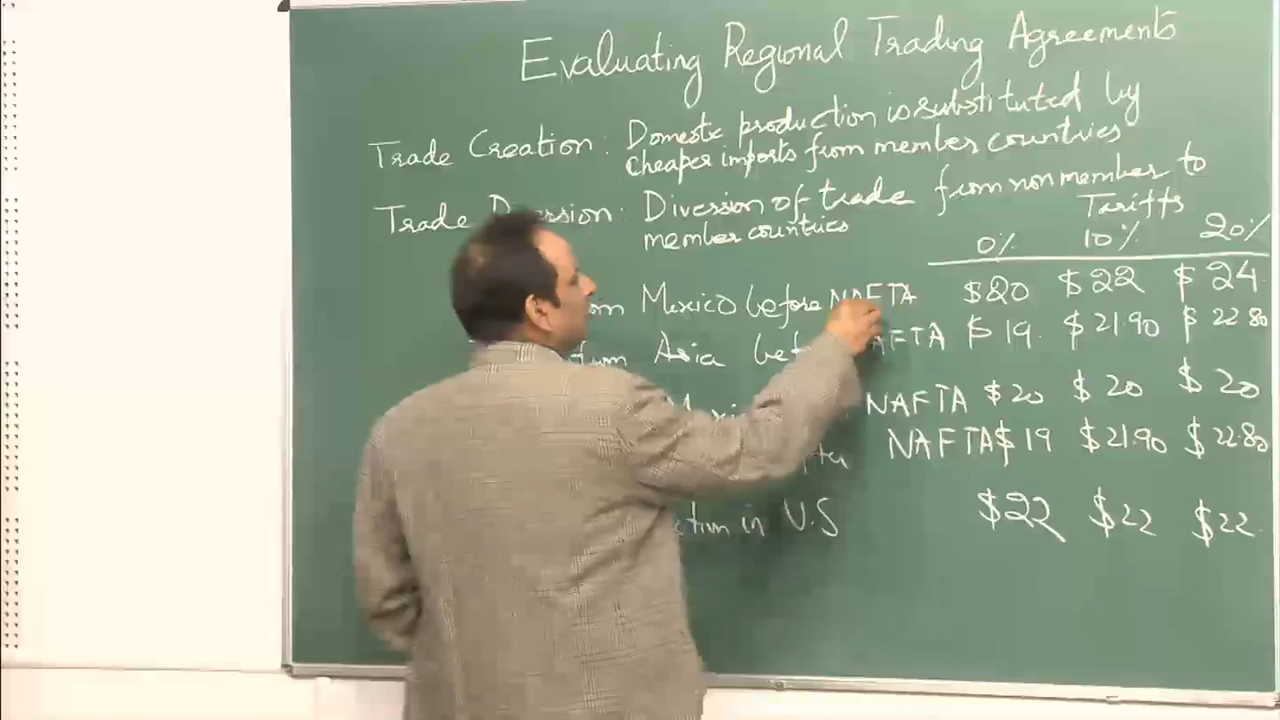 Evaluating Regional Trading Agreements
Trade Creation: Domestic production is substituted by
cheaper imports from member countries
Trade : Diversion of trade from non member to
member countries
Tariffs
0% 10% 20%
Mexico before NAFTA $20 $22 $24
Asia $19 $21.90 $22.80
NAFTA $20 $20 $20
NAFTA $19 $21.90 $22.80
in U.S $22 $22 $22